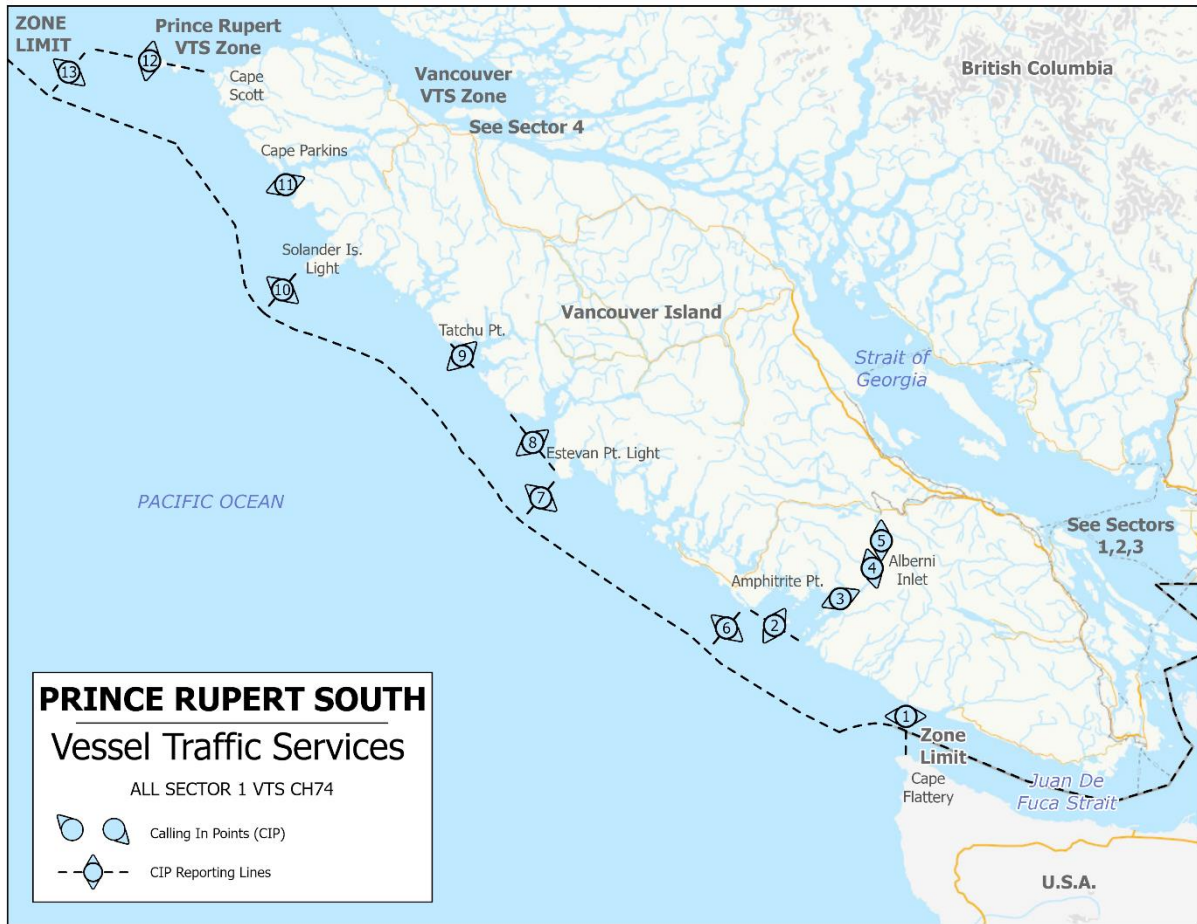 ZONE
LIMIT
Prince Rupert
VTS Zone
13
12
Cape
Scott
Vancouver
VTS Zone
See Sector 4
British Columbia
Cape Parkins
11
Solander Is.
Light
10
Tatchu Pt.
9
Vancouver Island
Strait of
Georgia
8
Estevan Pt. Light
7
PACIFIC OCEAN
See Sectors
1,2,3
5
4
Alberni
Inlet
Amphitrite Pt.
3
6
2
1
Zone
Limit
Cape
Flattery
Juan De
Fuca Strait
U.S.A.
PRINCE RUPERT SOUTH
Vessel Traffic Services
ALL SECTOR 1 VTS CH74
Calling In Points (CIP)
CIP Reporting Lines